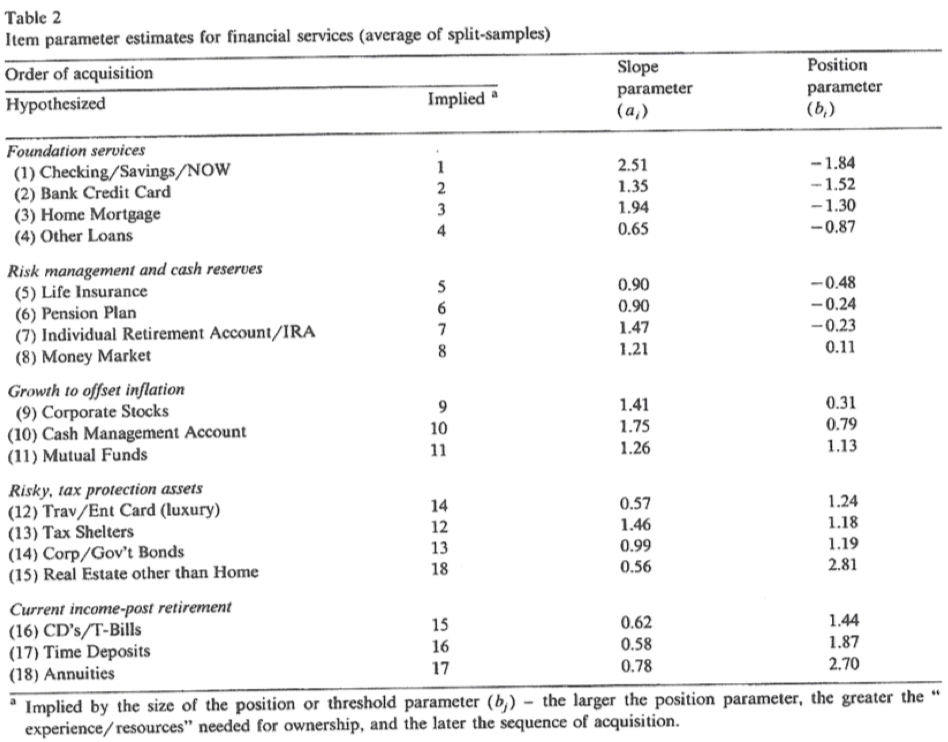 Table 2
Item parameter estimates for financial services (average of split-samples)
Order of acquisition Slope Position
Hypothesized Implied a parameter parameter
(ai) (bi)
Foundation services
(1) Checking/Savings/NOW 1 2.51 −1.84
(2) Bank Credit Card 2 1.35 −1.52
(3) Home Mortgage 3 1.94 −1.30
(4) Other Loans 4 0.65 −0.87
Risk management and cash reserves
(5) Life Insurance 5 0.90 −0.48
(6) Pension Plan 6 0.90 −0.24
(7) Individual Retirement Account/IRA 7 1.47 −0.23
(8) Money Market 8 1.21 0.11
Growth to offset inflation
(9) Corporate Stocks 9 1.41 0.31
(10) Cash Management Account 10 1.75 0.79
(11) Mutual Funds 11 1.26 1.13
Risky, tax protection assets
(12) Trav/Ent Card (luxury) 14 0.57 1.24
(13) Tax Shelters 12 1.46 1.18
(14) Corp/Gov't Bonds 13 0.99 1.19
(15) Real Estate other than Home 18 0.56 2.81
Current income-post retirement
(16) CD's/T-Bills 15 0.62 1.44
(17) Time Deposits 16 0.58 1.87
(18) Annuities 17 0.78 2.70
a Implied by the size of the position or threshold parameter (bj) – the larger the position parameter, the greater the “
experience/resources” needed for ownership, and the later the sequence of acquisition.